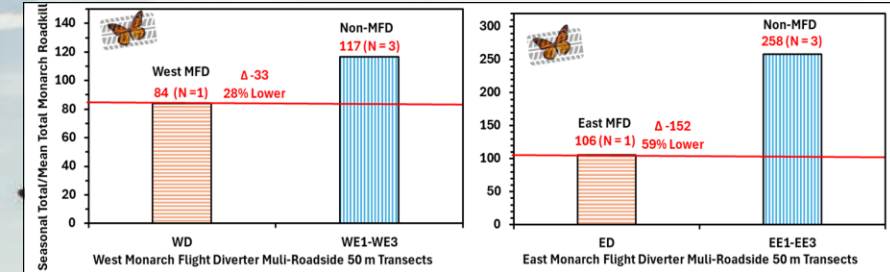 Seasonal Total/Mean Total Monarch Roadkill
140
120
100
80
60
40
20
0
West MFD
84 (N =1)
Δ -33
28% Lower
Non-MFD
117 (N = 3)
WD
WE1-WE3
West Monarch Flight Diverter Muli-Roadside 50 m Transects
300
250
200
150
100
50
0
East MFD
106 (N = 1)
Δ -152
59% Lower
Non-MFD
258 (N = 3)
ED
EE1-EE3
East Monarch Flight Diverter Muli-Roadside 50 m Transects